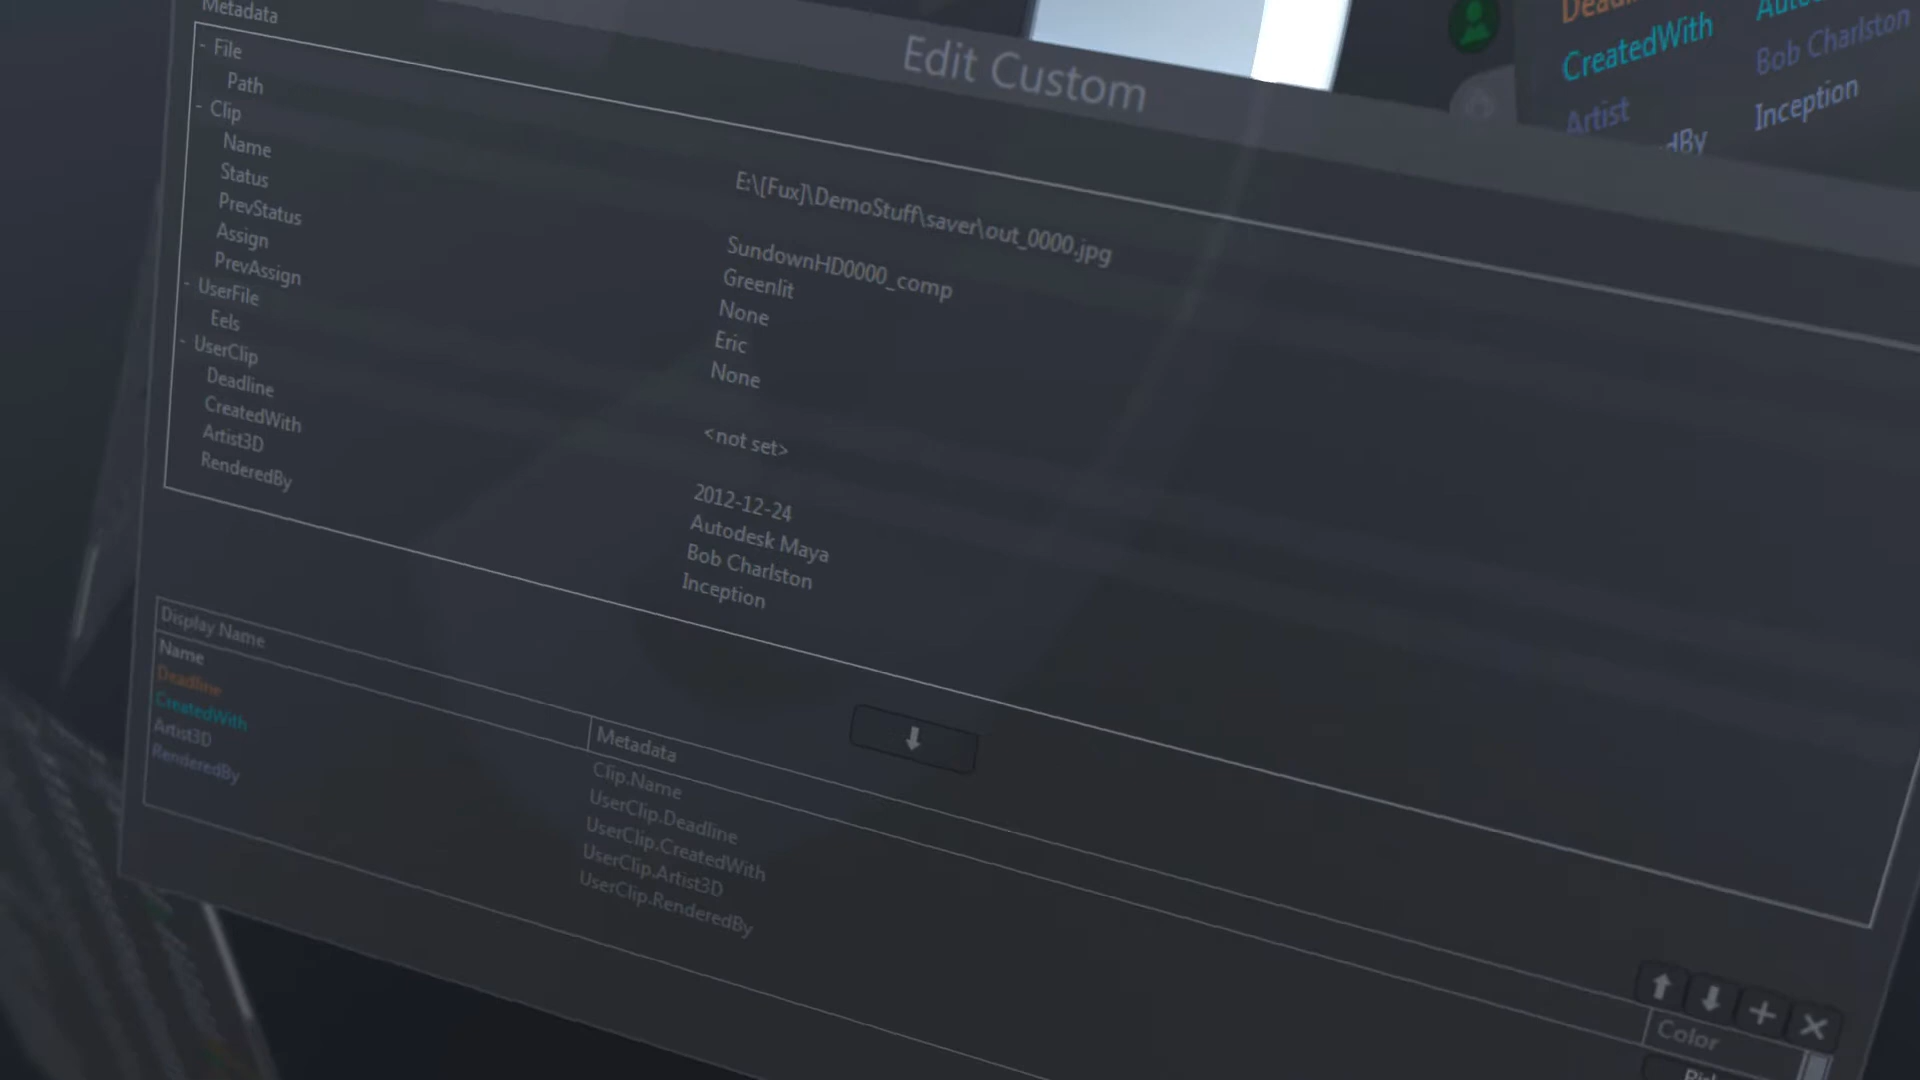 Metadata
Edit Custom
- File
Path
E:\[Fux]\DemoStuff\saver\out_0000.jpg
- Clip
Name
SundownHD0000_comp
Status
Greenlit
PrevStatus
None
Assign
Eric
PrevAssign
None
- UserFile
Eels
<not set>
- UserClip
Deadline
2012-12-24
CreatedWith
Autodesk Maya
Artist3D
Bob Charlston
RenderedBy
Inception
Display Name
Metadata
Color
Name
Clip.Name
Deadline
UserClip.Deadline
CreatedWith
UserClip.CreatedWith
Artist3D
UserClip.Artist3D
RenderedBy
UserClip.RenderedBy
CreatedWith
Artist
Bob Charlston
Inception